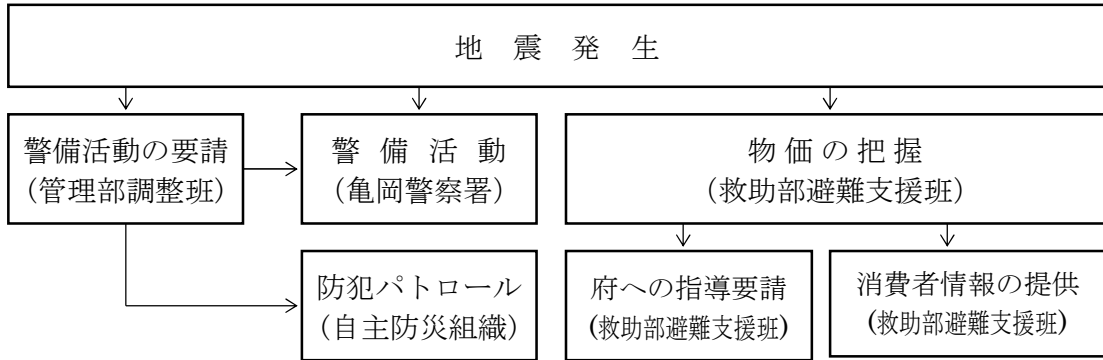 地　震　発　生
警備活動の要請
（管理部調整班）
警　備　活　動
（亀岡警察署）
物 価 の 把 握
（救助部避難支援班）
防犯パトロール
（自主防災組織）
府への指導要請
（救助部避難支援班）
消費者情報の提供
（救助部避難支援班）